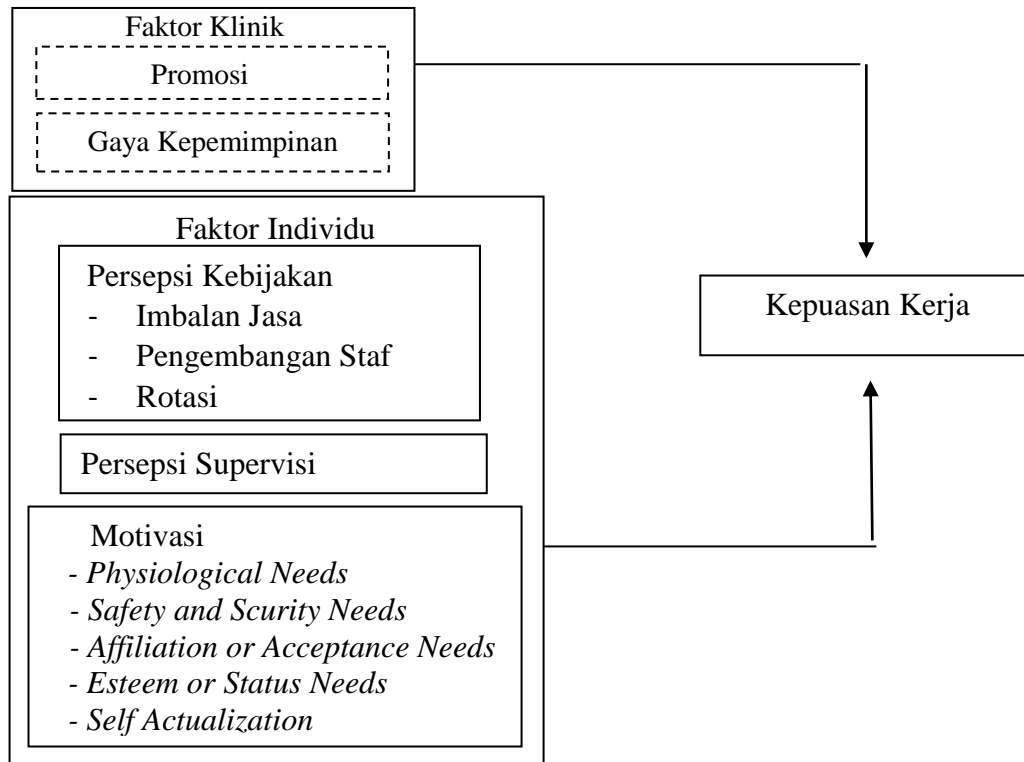 Faktor Klinik
Promosi
Gaya Kepemimpinan
Faktor Individu
Persepsi Kebijakan
- Imbalan Jasa
- Pengembangan Staf
- Rotasi
Persepsi Supervisi
Motivasi
- Physiological Needs
- Safety and Scurity Needs
- Affiliation or Acceptance Needs
- Esteem or Status Needs
- Self Actualization
Kepuasan Kerja